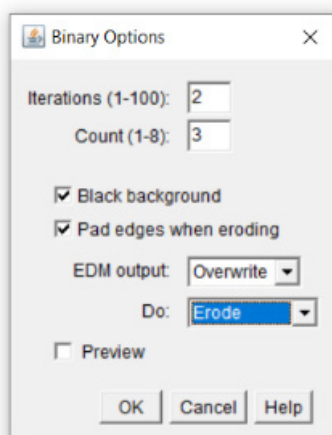 Binary Options
Iterations (1-100): 2
Count (1-8): 3
Black background
Pad edges when eroding
EDM output: Overwrite
Do: Erode
Preview
OK Cancel Help